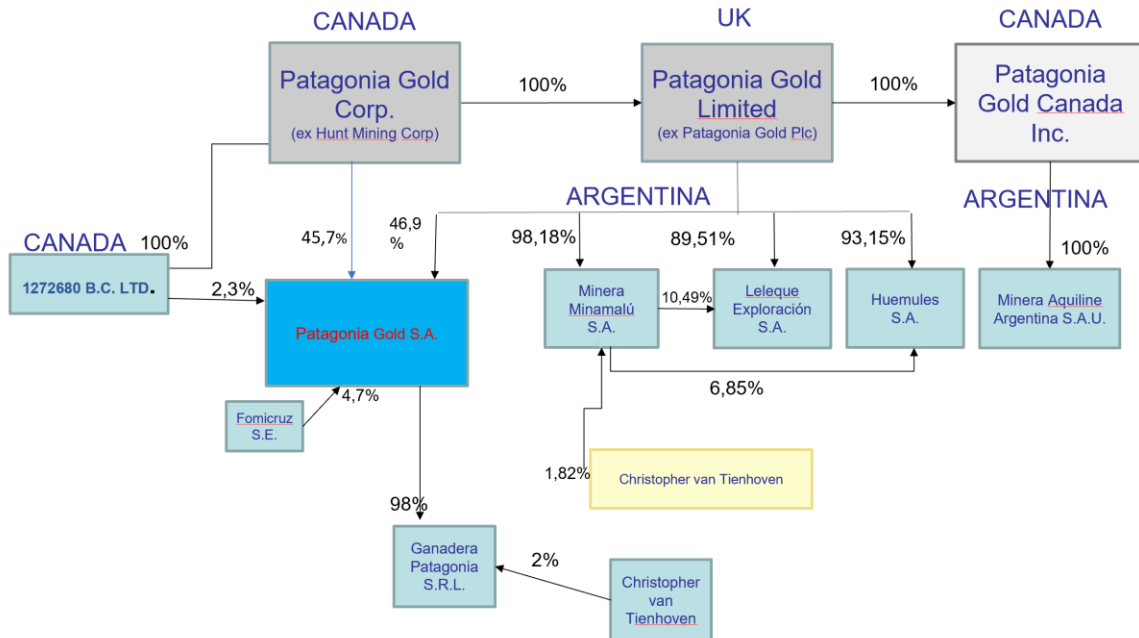 CANADA
UK
CANADA
Patagonia Gold
Corp.
(ex Hunt Mining Corp)
100%
Patagonia Gold
Limited
(ex Patagonia Gold Plc)
100%
Patagonia
Gold Canada
Inc.
ARGENTINA
ARGENTINA
CANADA
100%
45,7%
46,9
%
98,18%
89,51%
93,15%
100%
1272680 B.C. LTD.
2,3%
Patagonia Gold S.A.
Minera
Minamalú
S.A.
10,49%
Leleque
Exploración
S.A.
Huemules
S.A.
Minera Aquiline
Argentina S.A.U.
6,85%
4,7%
Fomicruz
S.E.
1,82%
Christopher van Tienhoven
98%
Ganadera
Patagonia
S.R.L.
2%
Christopher
van
Tienhoven